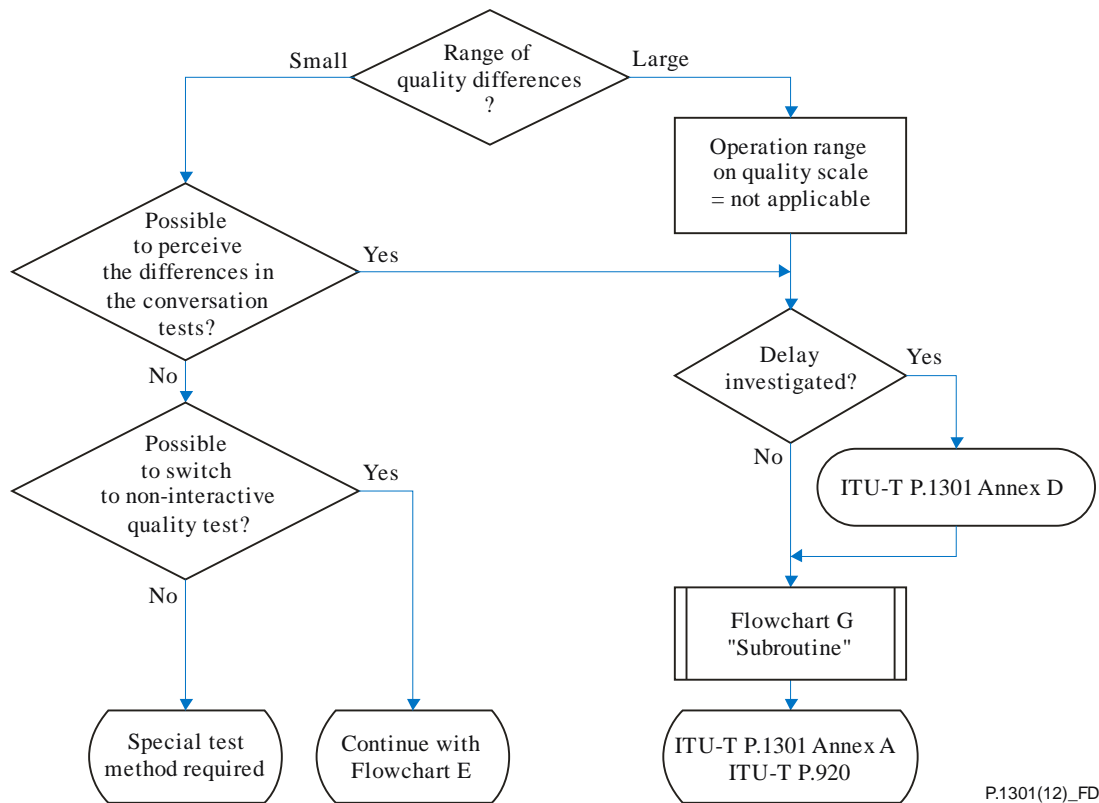 Range of
quality differences
?
Small
Large
Operation range
on quality scale
= not applicable
Possible
to perceive
the differences in
the conversation
tests?
Yes
No
Delay
investigated?
Yes
No
Possible
to switch
to non-interactive
quality test?
Yes
No
ITU-T P.1301 Annex D
Flowchart G
"Subroutine"
Special test
method required
Continue with
Flowchart E
ITU-T P.1301 Annex A
ITU-T P.920
P.1301(12)_FD